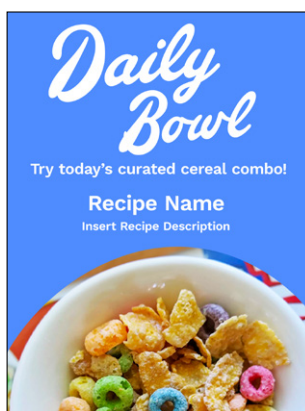 Daily
Bowl
Try today's curated cereal combo!
Recipe Name
Insert Recipe Description